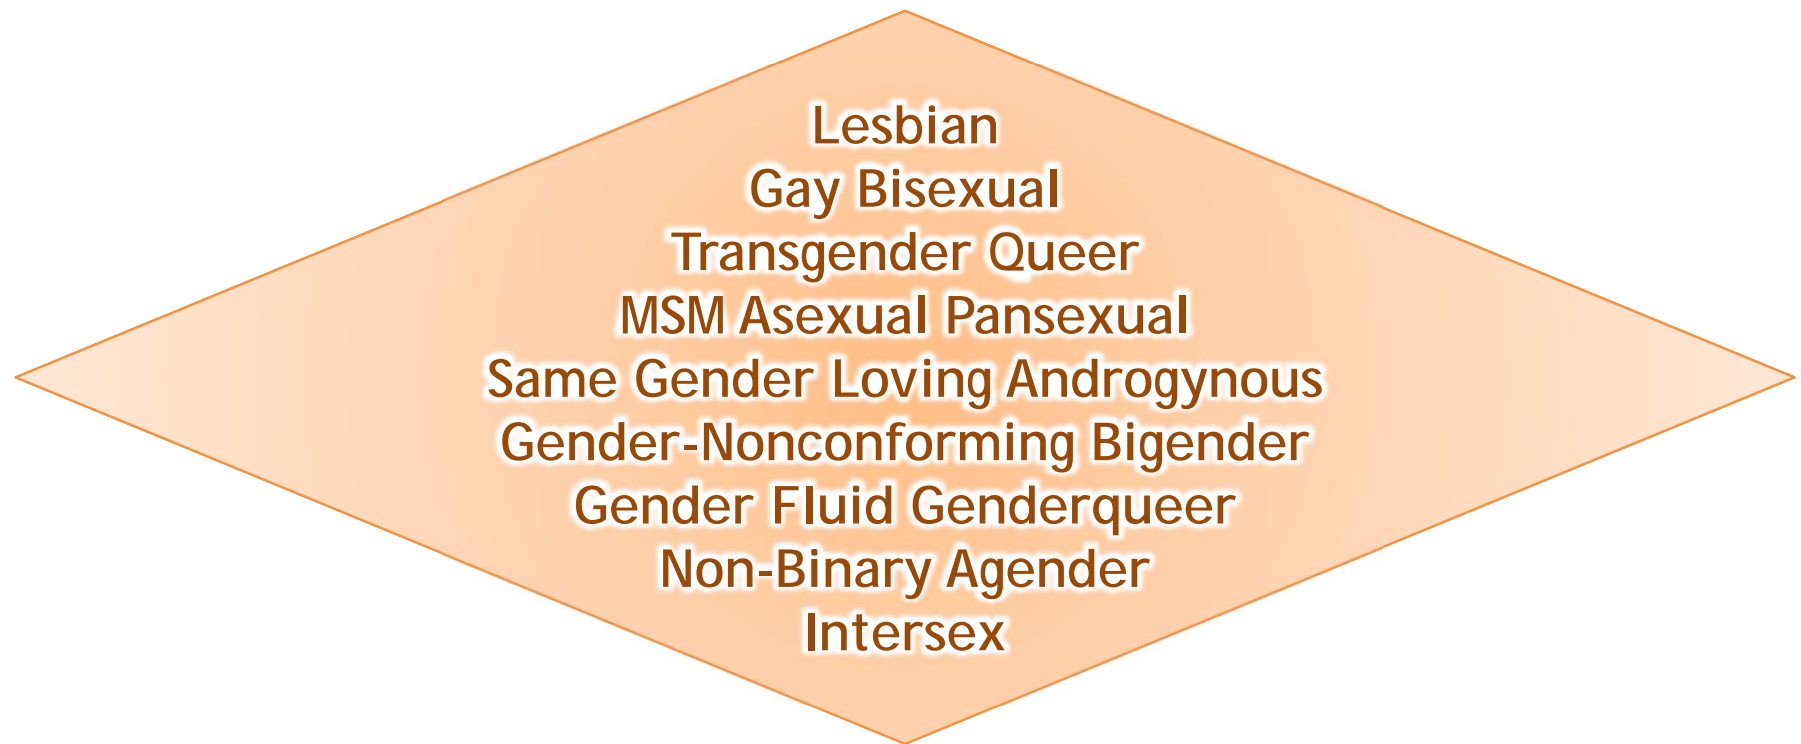 Lesbian
Gay Bisexual
Transgender Queer
MSM Asexual Pansexual
Same Gender Loving Androgynous
Gender-Nonconforming Bigender
Gender Fluid Genderqueer
Non-Binary Agender
Intersex